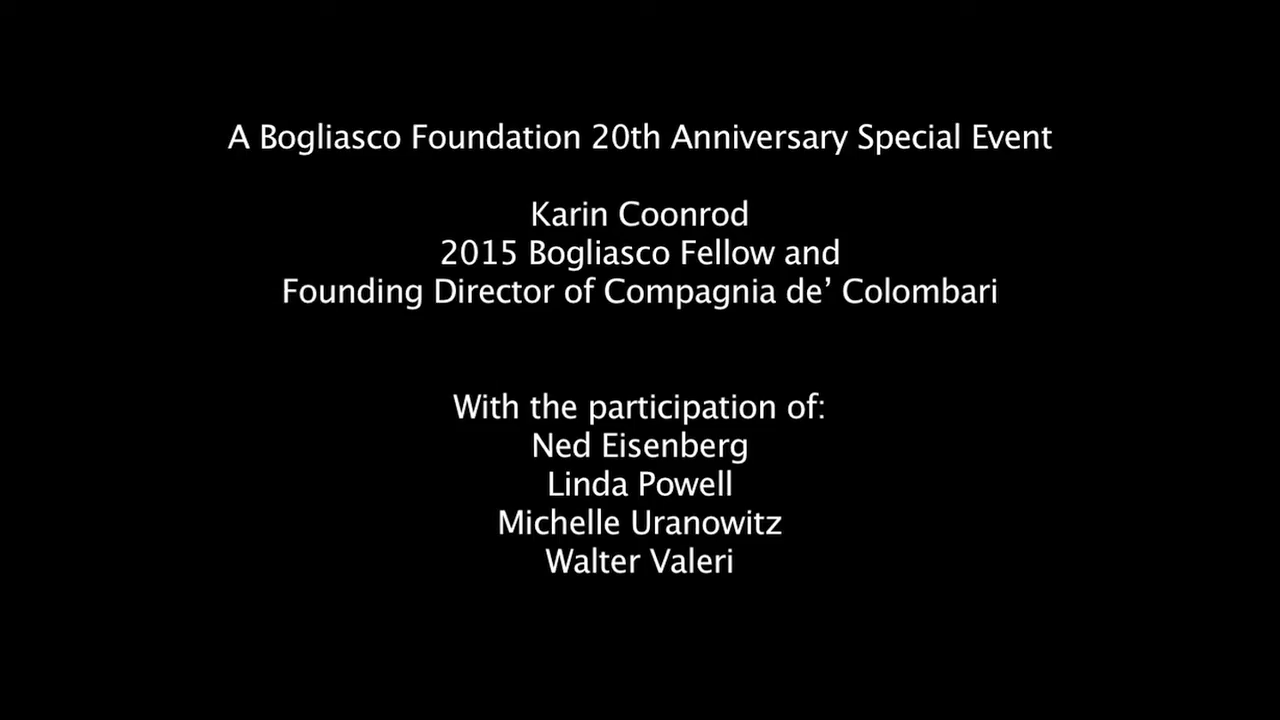 A Bogliasco Foundation 20th Anniversary Special Event
Karin Coonrod
2015 Bogliasco Fellow and
Founding Director of Compagnia de’ Colombari
With the participation of:
Ned Eisenberg
Linda Powell
Michelle Uranowitz
Walter Valeri